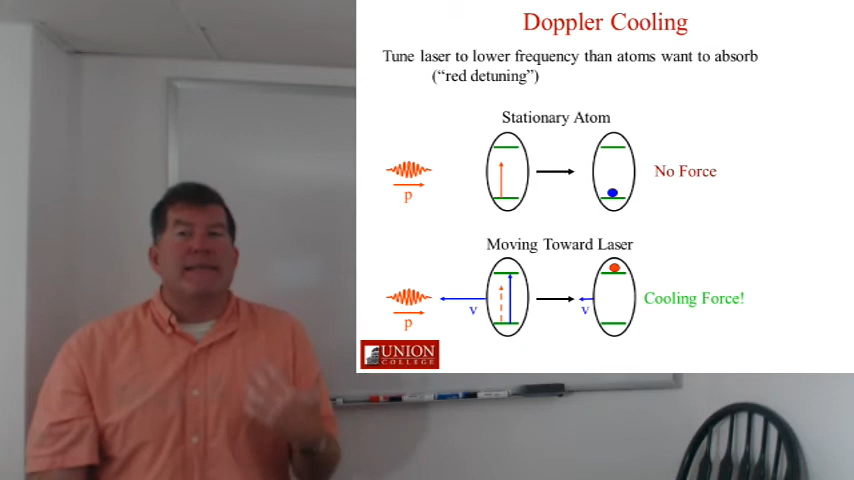 Doppler Cooling
Tune laser to lower frequency than atoms want to absorb
("red detuning")
Stationary Atom
p
No Force
Moving Toward Laser
p
v
v
Cooling Force!
UNION
COLLEGE